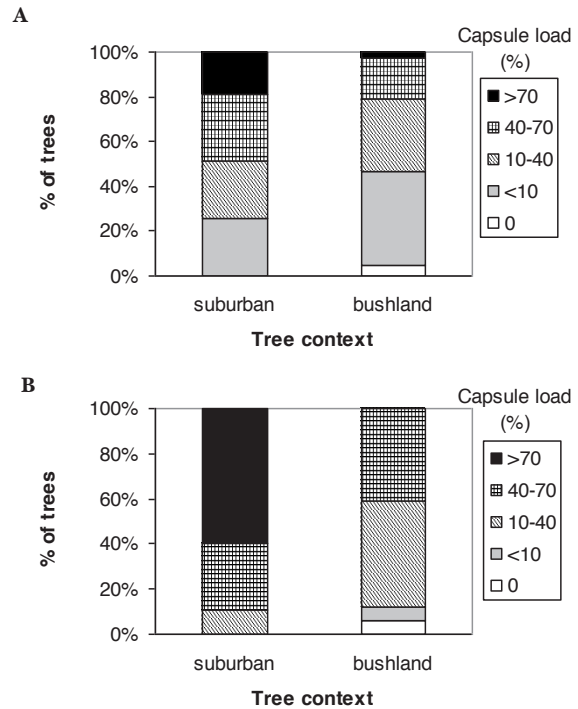 A
Capsule load
(%)
100%
80%
60%
40%
20%
0%
% of trees
>70
40-70
10-40
<10
0
suburban bushland
Tree context
B
Capsule load
(%)
100%
80%
60%
40%
20%
0%
% of trees
>70
40-70
10-40
<10
0
suburban bushland
Tree context